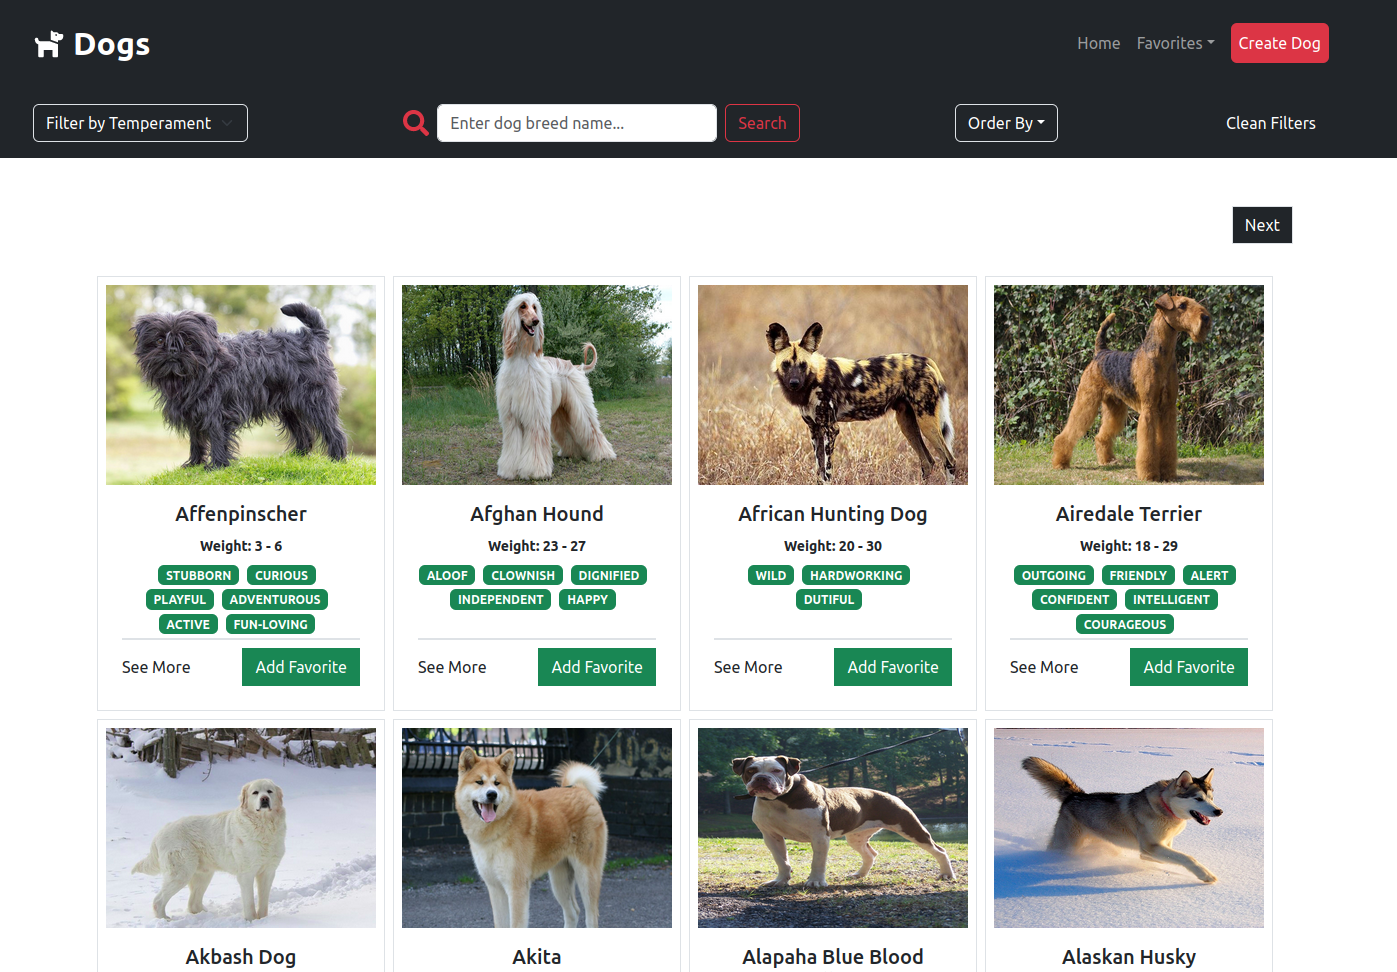 Dogs
Home Favorites Create Dog
Filter by Temperament Enter dog breed name... Search Order By Clean Filters
Next
Affenpinscher
Weight: 3 - 6
STUBBORN CURIOUS
PLAYFUL ADVENTUROUS
ACTIVE FUN-LOVING
See More Add Favorite
Afghan Hound
Weight: 23 - 27
ALOOF CLOWNISH DIGNIFIED
INDEPENDENT HAPPY
See More Add Favorite
African Hunting Dog
Weight: 20 - 30
WILD HARDWORKING
DUTIFUL
See More Add Favorite
Airedale Terrier
Weight: 18 - 29
OUTGOING FRIENDLY ALERT
CONFIDENT INTELLIGENT
COURAGEOUS
See More Add Favorite
Akbash Dog
Akita
Alapaha Blue Blood
Alaskan Husky